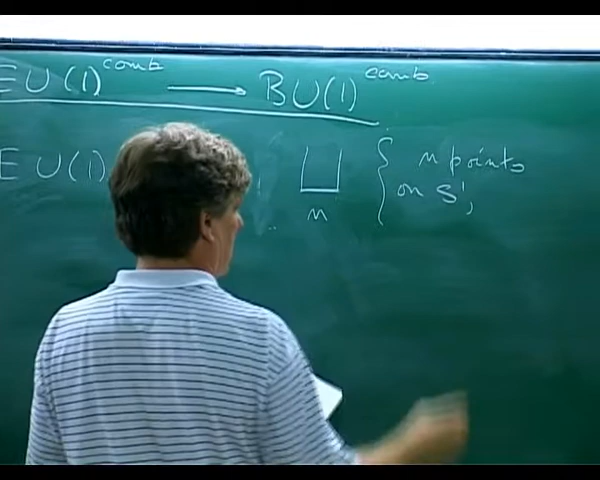 EU(1)^comb → BU(1)^comb
EU(1) ⊔ { n points
n on S¹,